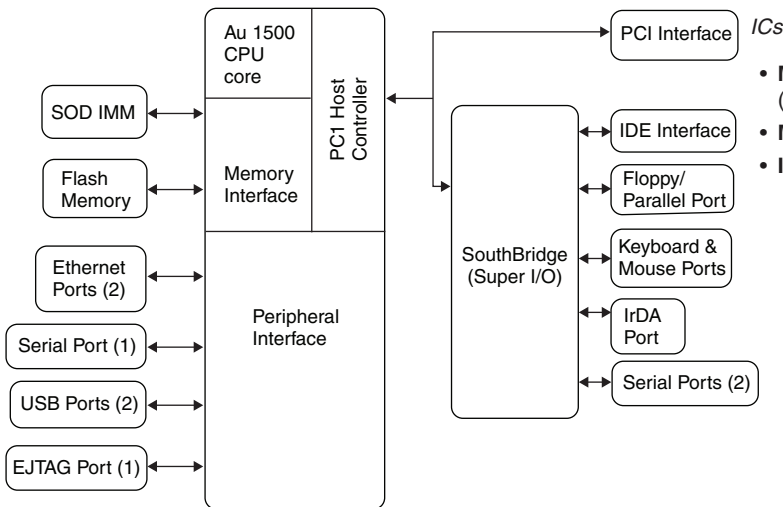 Au 1500
CPU
core
PC1 Host
Controller
SOD IMM
Flash
Memory
Memory
Interface
Ethernet
Ports (2)
Serial Port (1)
USB Ports (2)
EJTAG Port (1)
Peripheral
Interface
SouthBridge
(Super I/O)
PCI Interface
IDE Interface
Floppy/
Parallel Port
Keyboard &
Mouse Ports
IrDA
Port
Serial Ports (2)
ICs